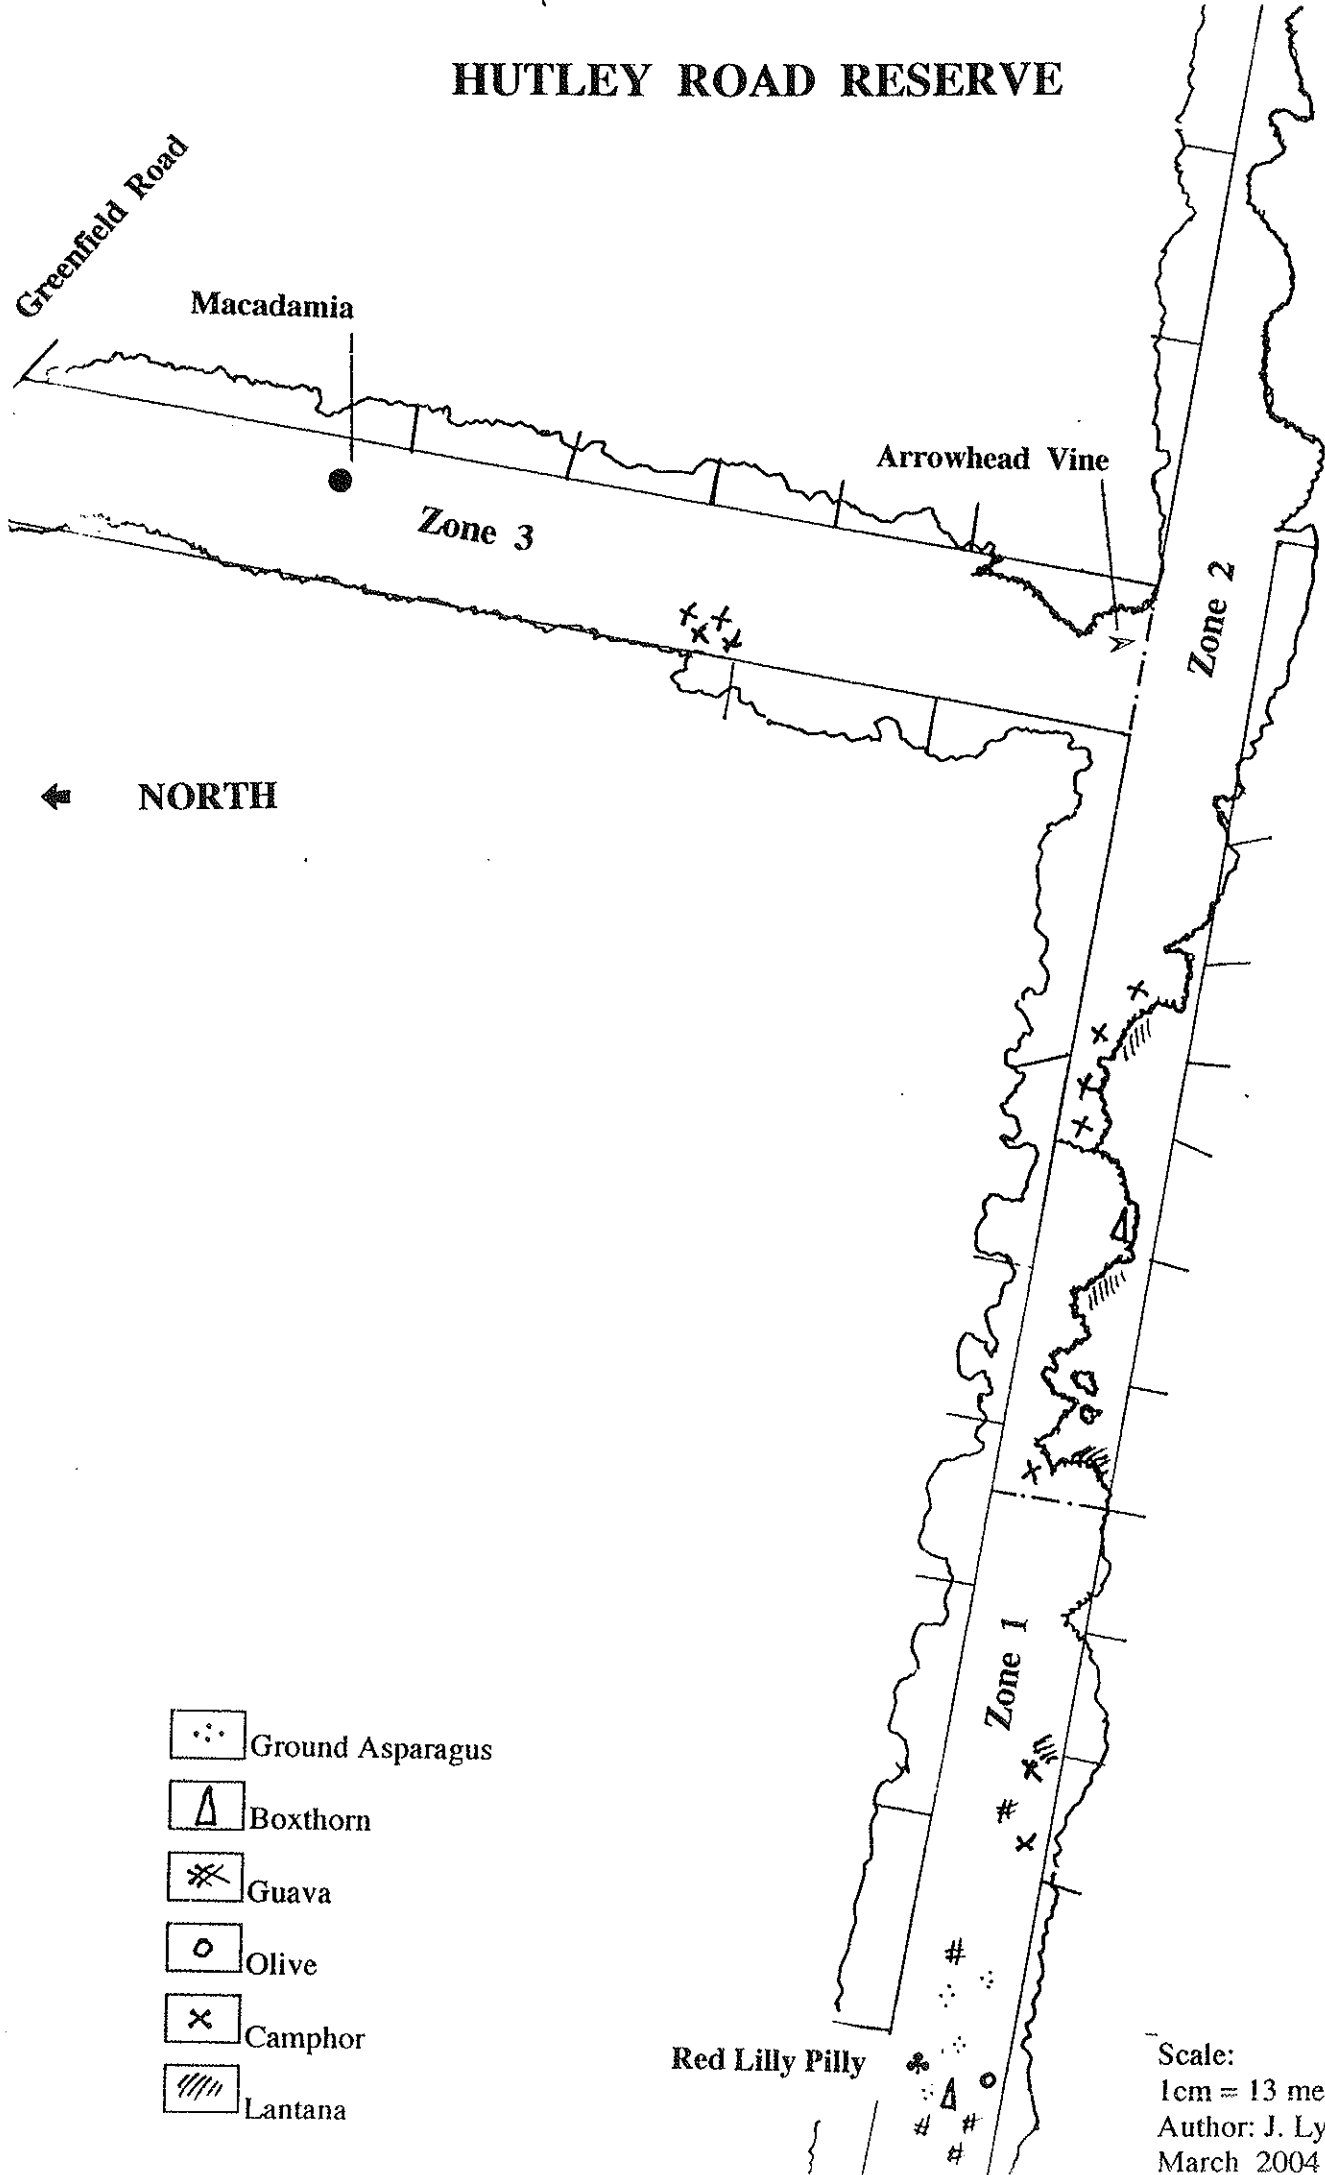 HUTLEY ROAD RESERVE
Greenfield Road
Macadamia
Arrowhead Vine
Zone 3
Zone 2
NORTH
Zone 1
Ground Asparagus
Boxthorn
Guava
Olive
Camphor
Lantana
Red Lilly Pilly
Scale:
1cm = 13 me
Author: J. Ly
March 2004